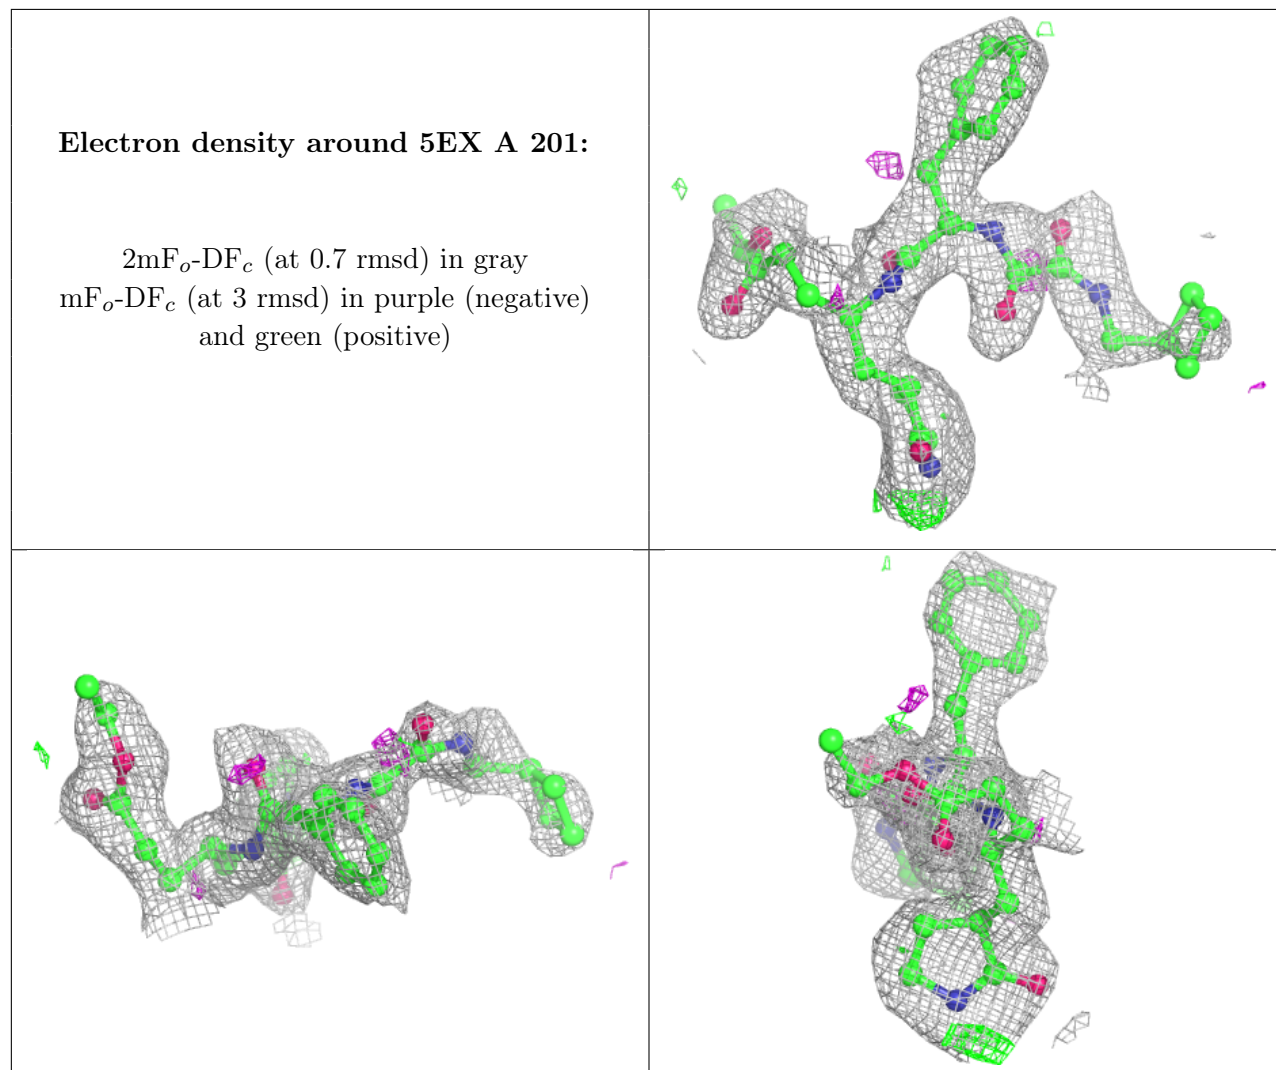 Electron density around 5EX A 201:
2mFo-DFc (at 0.7 rmsd) in gray
mFo-DFc (at 3 rmsd) in purple (negative)
and green (positive)